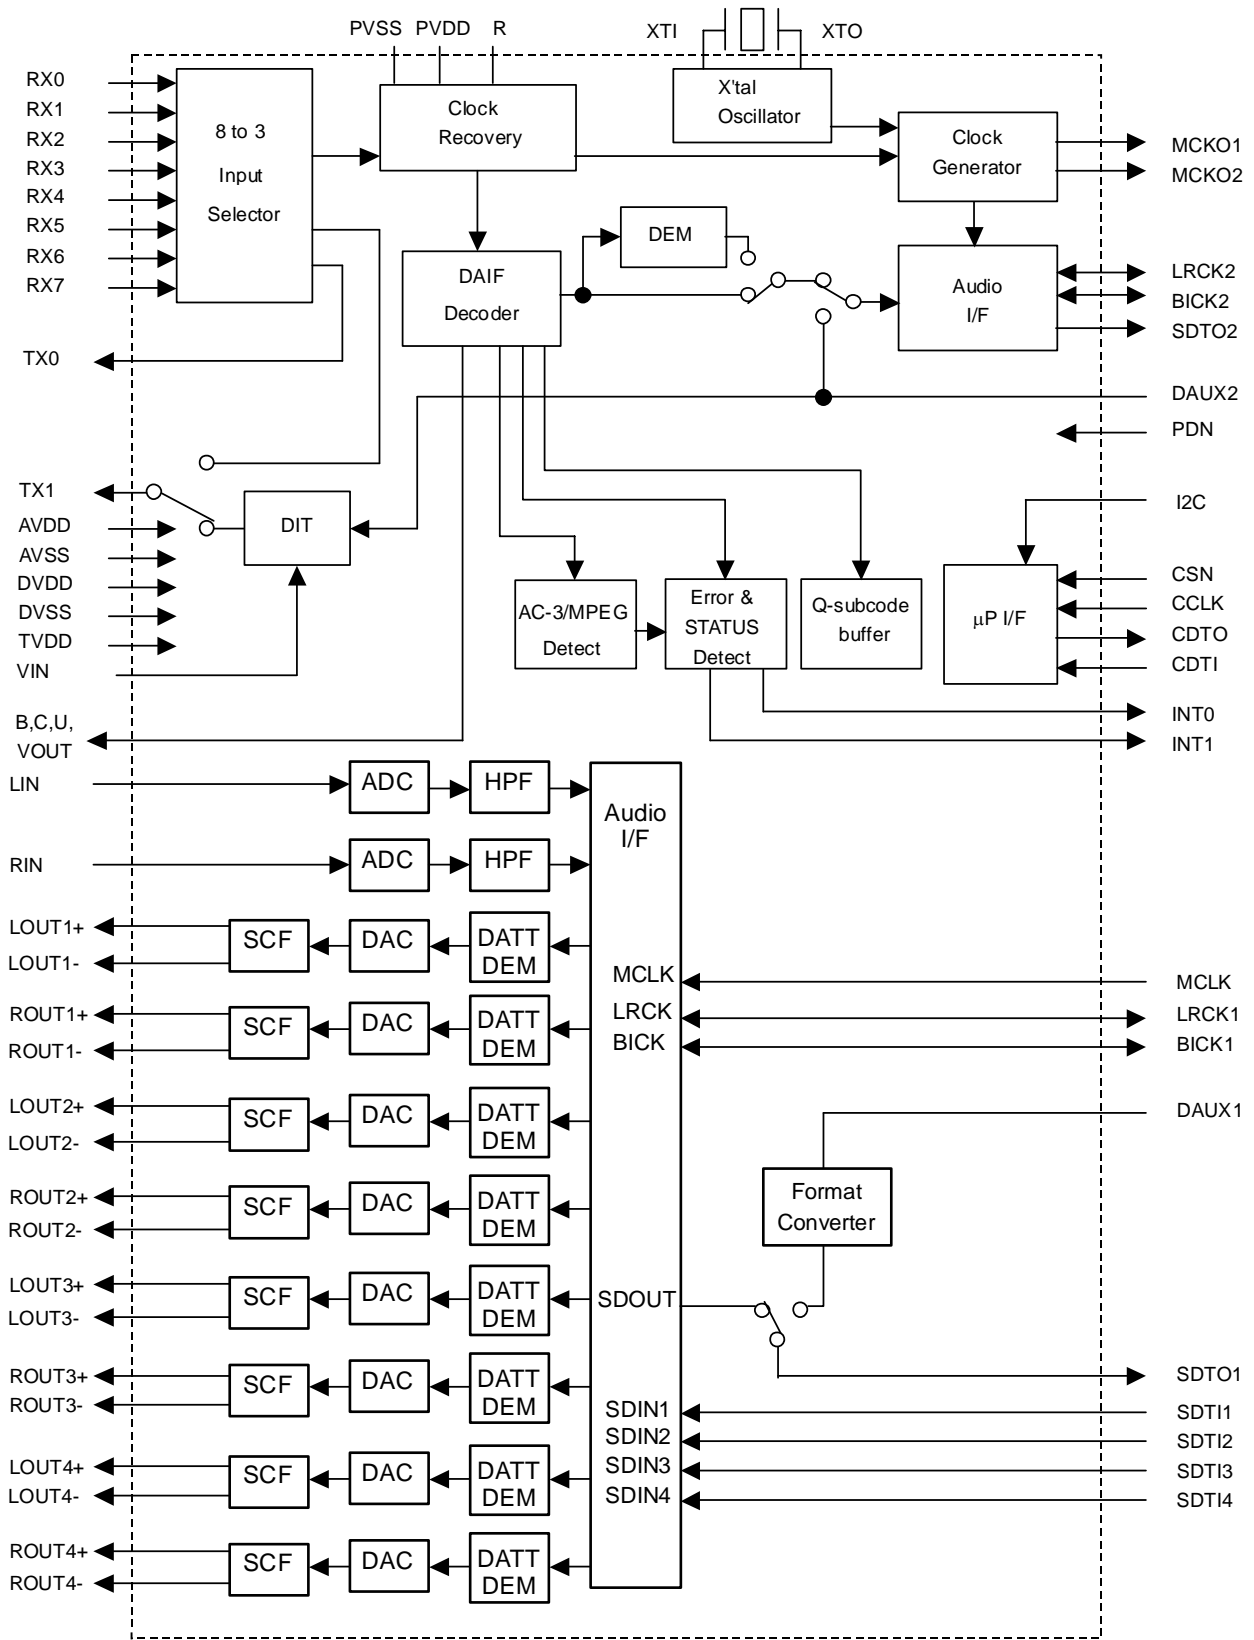 PVSS PVDD R XTI XTO
RX0
RX1
RX2
RX3
RX4
RX5
RX6
RX7
8 to 3
Input
Selector
Clock
Recovery
X'tal
Oscillator
Clock
Generator
MCKO1
MCKO2
DEM
DAIF
Decoder
Audio
I/F
LRCK2
BICK2
SDTO2
TX0
DAUX2
PDN
TX1
AVDD
AVSS
DVDD
DVSS
TVDD
VIN
DIT
I2C
CSN
CCLK
CDTO
CDTI
AC-3/MPEG
Detect
Error &
STATUS
Detect
Q-subcode
buffer
μP I/F
INT0
INT1
B,C,U,
VOUT
LIN
ADC
HPF
Audio
I/F
RIN
ADC
HPF
LOUT1+
LOUT1-
SCF
DAC
DATT
DEM
MCLK
MCLK
ROUT1+
ROUT1-
SCF
DAC
DATT
DEM
LRCK
LRCK1
BICK
BICK1
LOUT2+
LOUT2-
SCF
DAC
DATT
DEM
DAUX1
ROUT2+
ROUT2-
SCF
DAC
DATT
DEM
Format
Converter
LOUT3+
LOUT3-
SCF
DAC
DATT
DEM
SDOUT
ROUT3+
ROUT3-
SCF
DAC
DATT
DEM
SDTO1
SDIN1
SDTI1
SDIN2
SDTI2
SDIN3
SDTI3
SDIN4
SDTI4
LOUT4+
LOUT4-
SCF
DAC
DATT
DEM
ROUT4+
ROUT4-
SCF
DAC
DATT
DEM